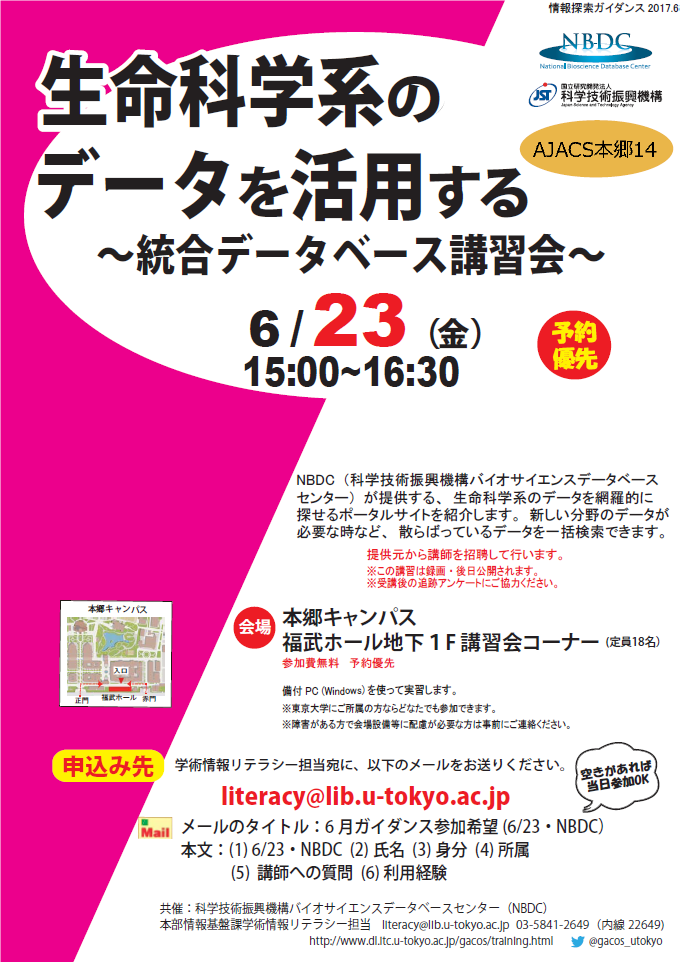 情報探索ガイダンス 2017.6
NBDC
National Bioscience Database Center
国立研究開発法人
JST 科学技術振興機構
Japan Science and Technology Agency
AJACS本郷14
生命科学系の
データを活用する
～統合データベース講習会～
6 / 23 (金)
15:00~16:30
予約
優先
NBDC（科学技術振興機構バイオサイエンスデータベース
センター）が提供する、生命科学系のデータを網羅的に
探せるポータルサイトを紹介します。新しい分野のデータが
必要な時など、散らばっているデータを一括検索できます。
提供元から講師を招聘して行います。
※この講習は録画・後日公開されます。
※受講後の追跡アンケートにご協力ください。
本郷キャンパス
入口
正門 福武ホール 赤門
会場
本郷キャンパス
福武ホール地下１F講習会コーナー (定員18名)
参加費無料 予約優先
備付 PC (Windows) を使って実習します。
※東京大学にご所属の方ならどなたでも参加できます。
※障害がある方で会場設備等に配慮が必要な方は事前にご連絡ください。
申込み先
学術情報リテラシー担当宛に、以下のメールをお送りください。
空きがあれば
当日参加OK
literacy@lib.u-tokyo.ac.jp
Mail
メールのタイトル：6月ガイダンス参加希望 (6/23・NBDC)
本文：(1) 6/23・NBDC (2) 氏名 (3) 身分 (4) 所属
(5) 講師への質問 (6) 利用経験
共催：科学技術振興機構バイオサイエンスデータベースセンター（NBDC）
本部情報基盤課学術情報リテラシー担当 literacy@lib.u-tokyo.ac.jp 03-5841-2649（内線 22649)
http://www.dl.itc.u-tokyo.ac.jp/gacos/training.html @gacos_utokyo